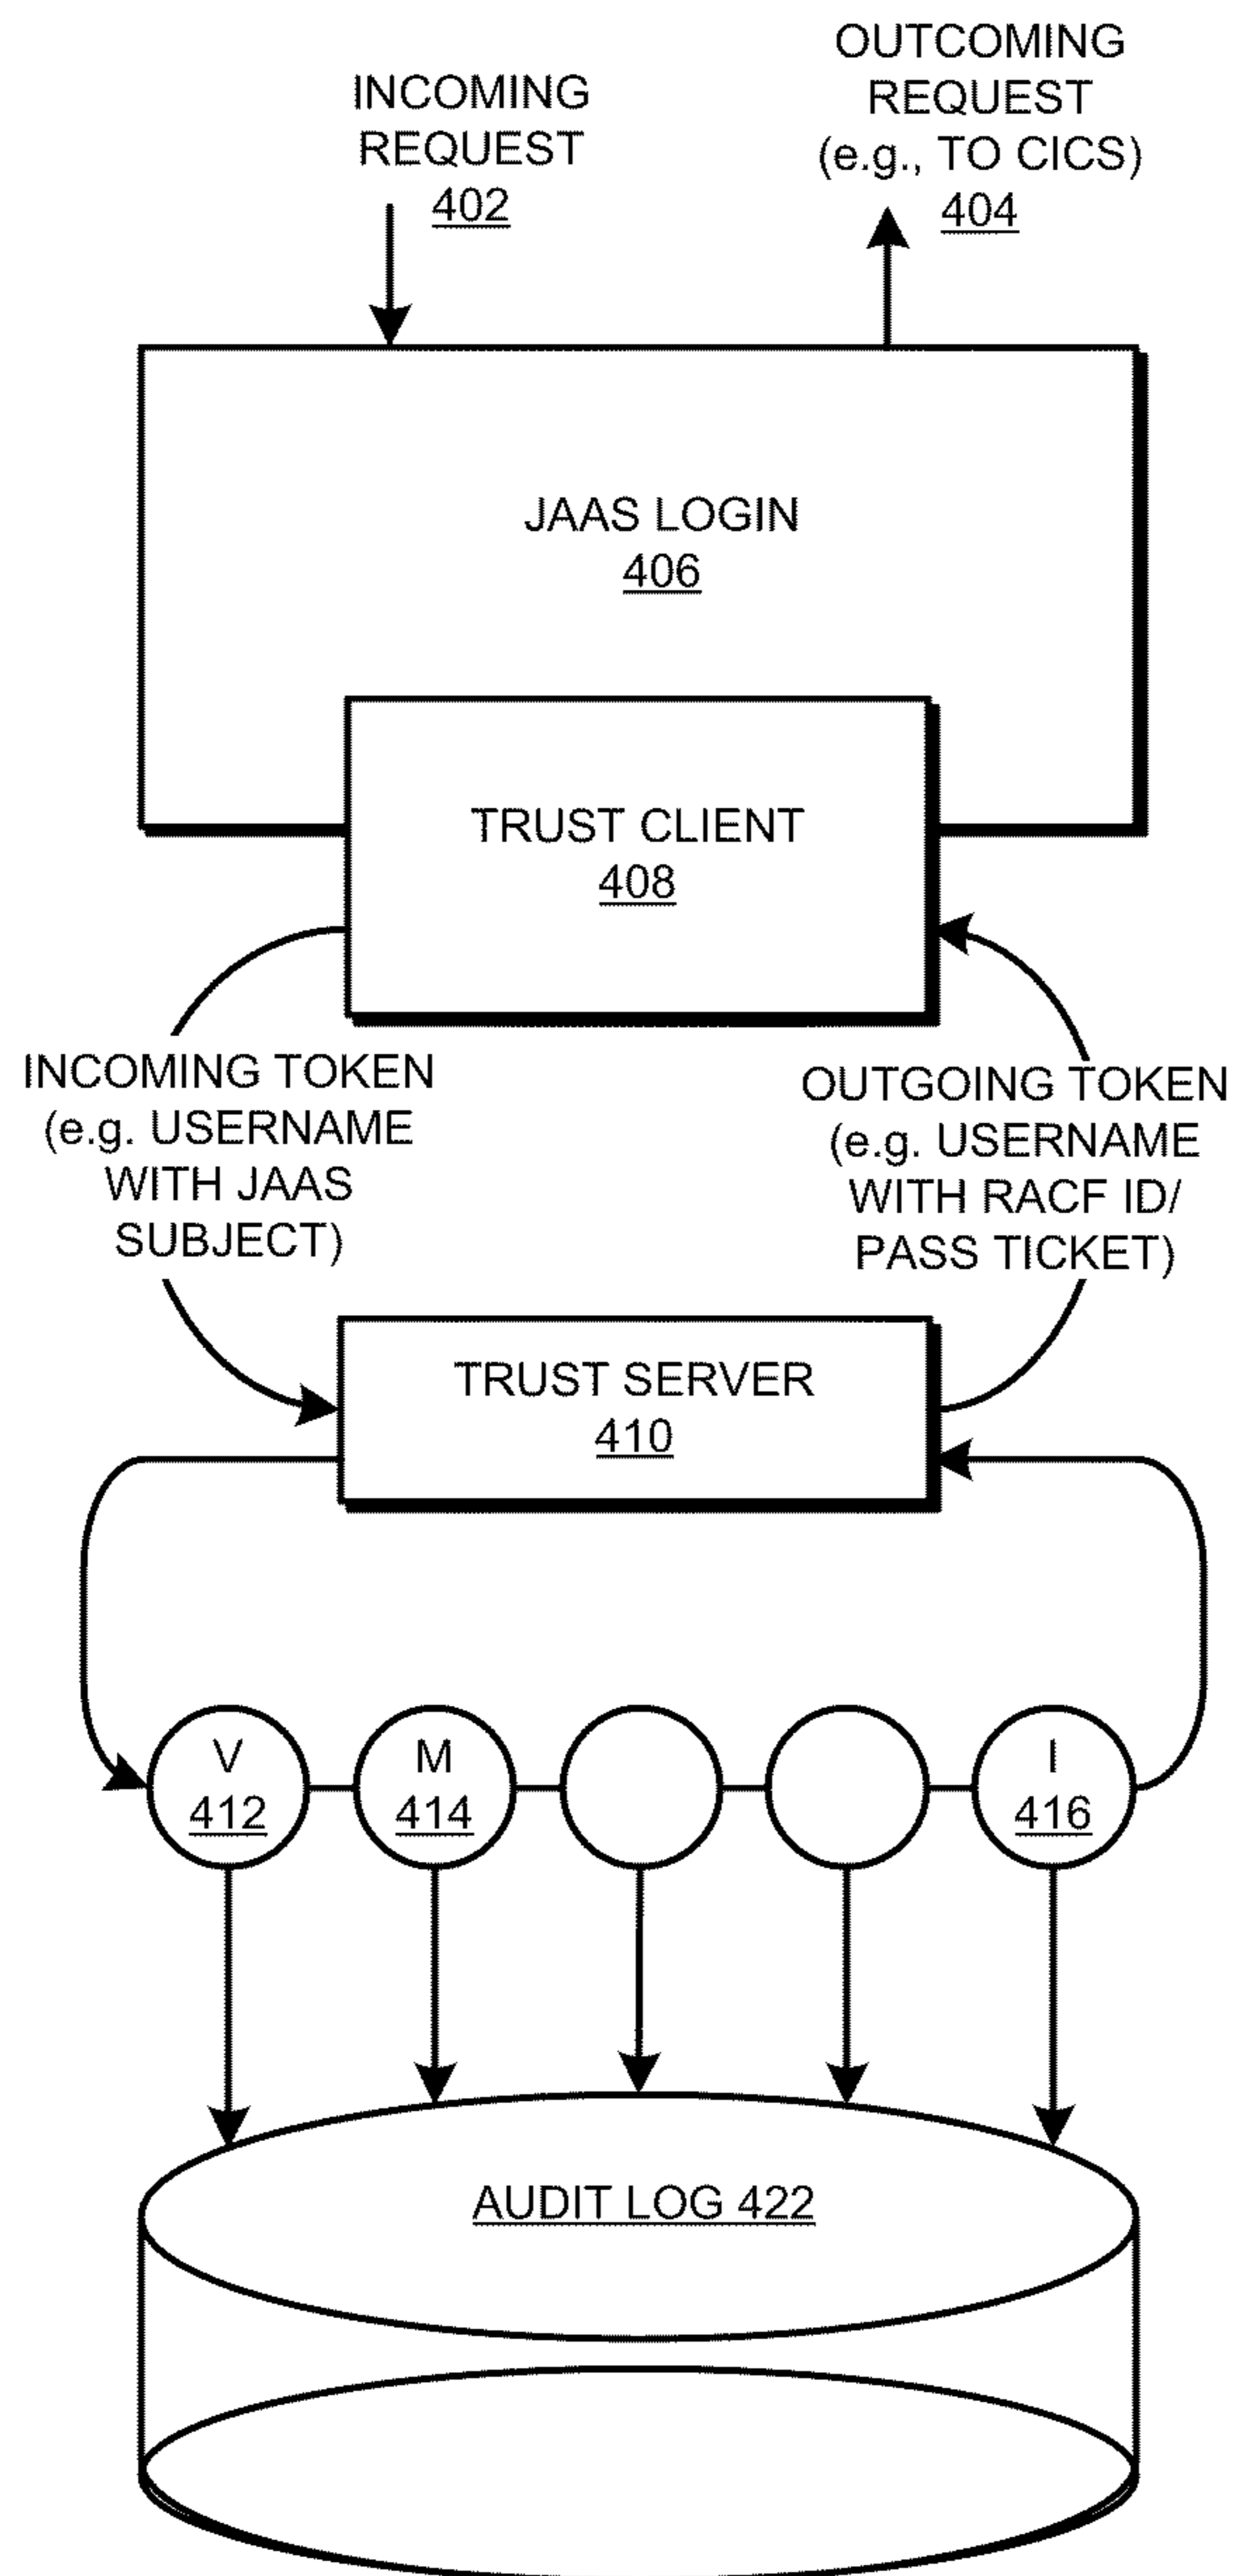 INCOMING
REQUEST
402
OUTCOMING
REQUEST
(e.g., TO CICS)
404
JAAS LOGIN
406
TRUST CLIENT
408
INCOMING TOKEN
(e.g. USERNAME
WITH JAAS
SUBJECT)
OUTGOING TOKEN
(e.g. USERNAME
WITH RACF ID/
PASS TICKET)
TRUST SERVER
410
V
412
M
414
I
416
AUDIT LOG 422